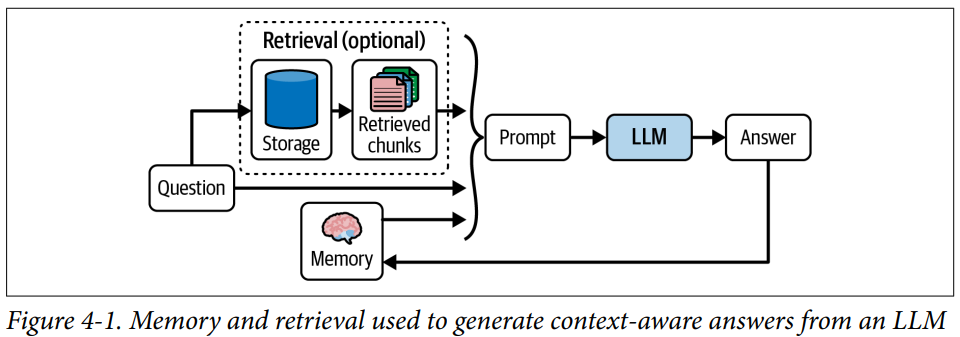 Retrieval (optional)
Storage
Retrieved
chunks
Question
Memory
Prompt
LLM
Answer
Figure 4-1. Memory and retrieval used to generate context-aware answers from an LLM